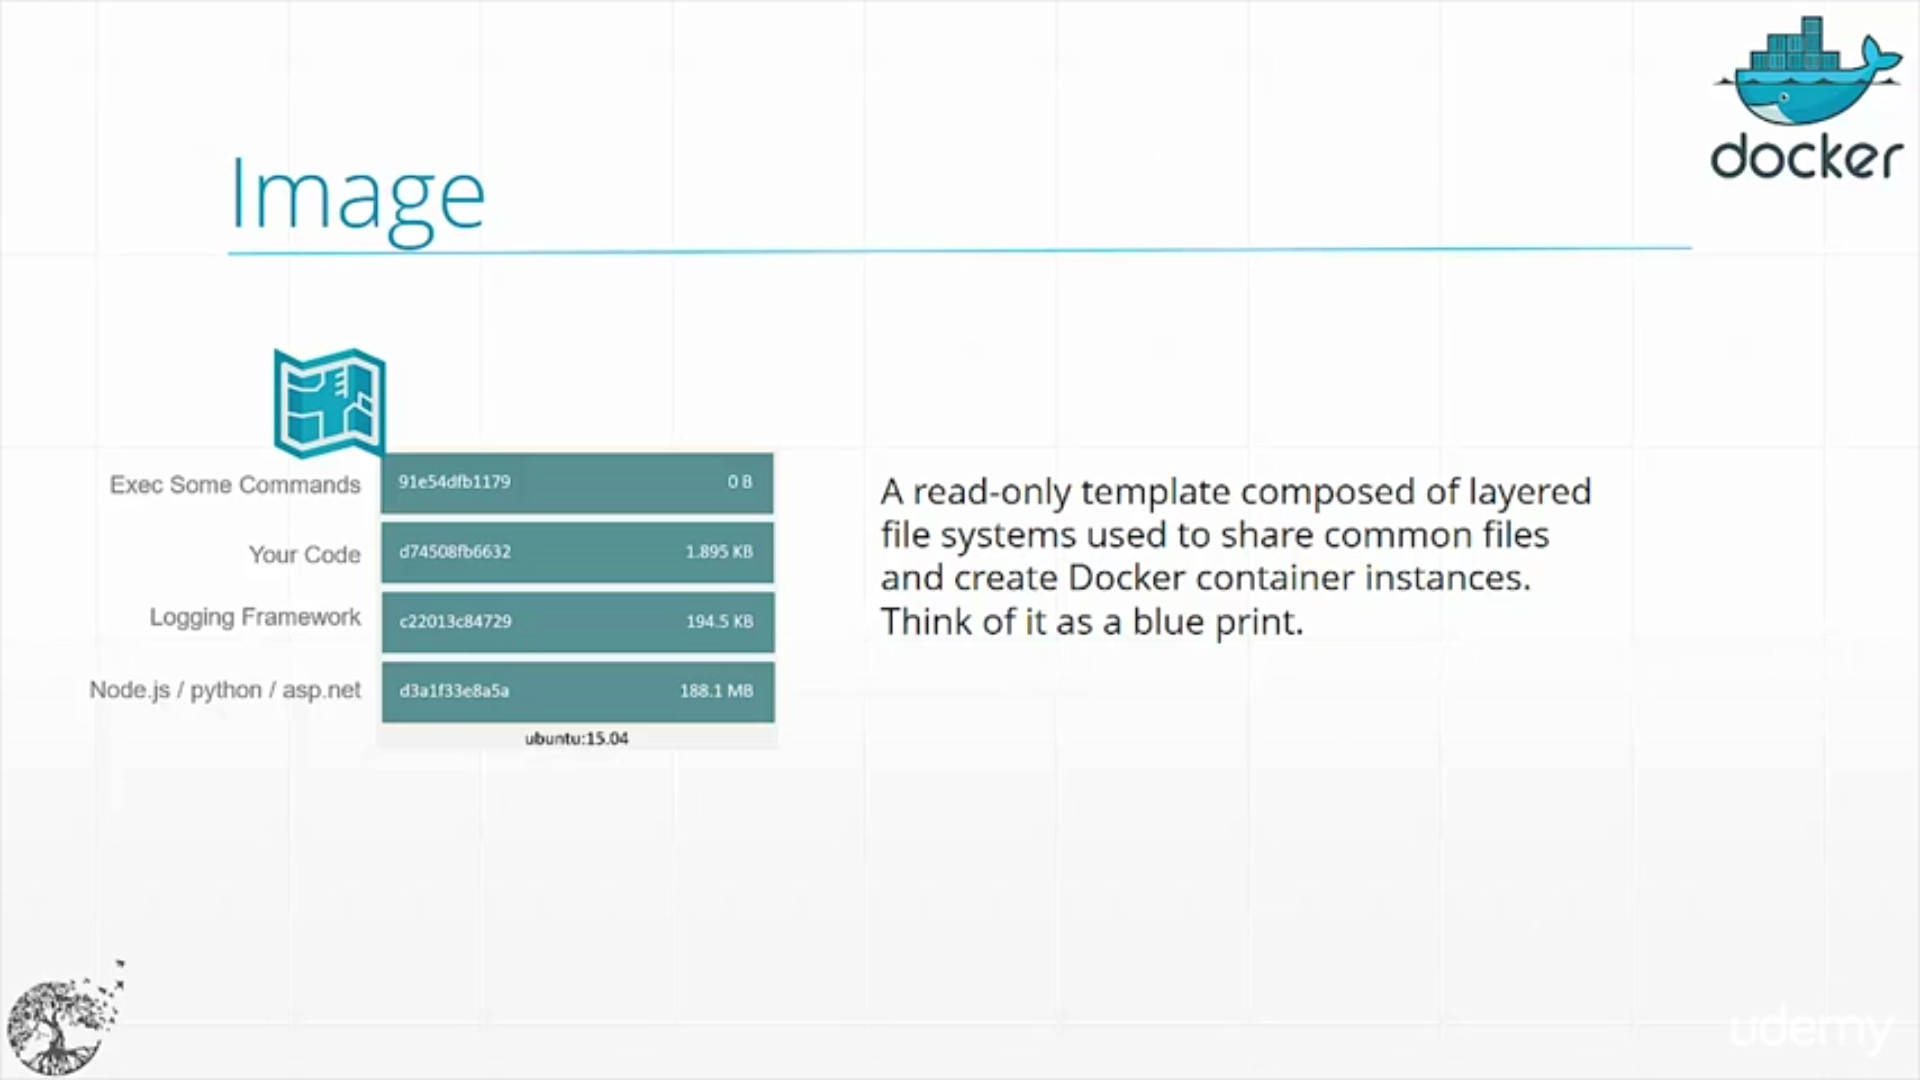 docker
Image
Exec Some Commands 91e54dfb1179 0 B
Your Code d74508fb6632 1.895 KB
Logging Framework c22013c84729 194.5 KB
Node.js / python / asp.net d3a1f33e8a5a 188.1 MB
ubuntu:15.04
A read-only template composed of layered
file systems used to share common files
and create Docker container instances.
Think of it as a blue print.
udemy